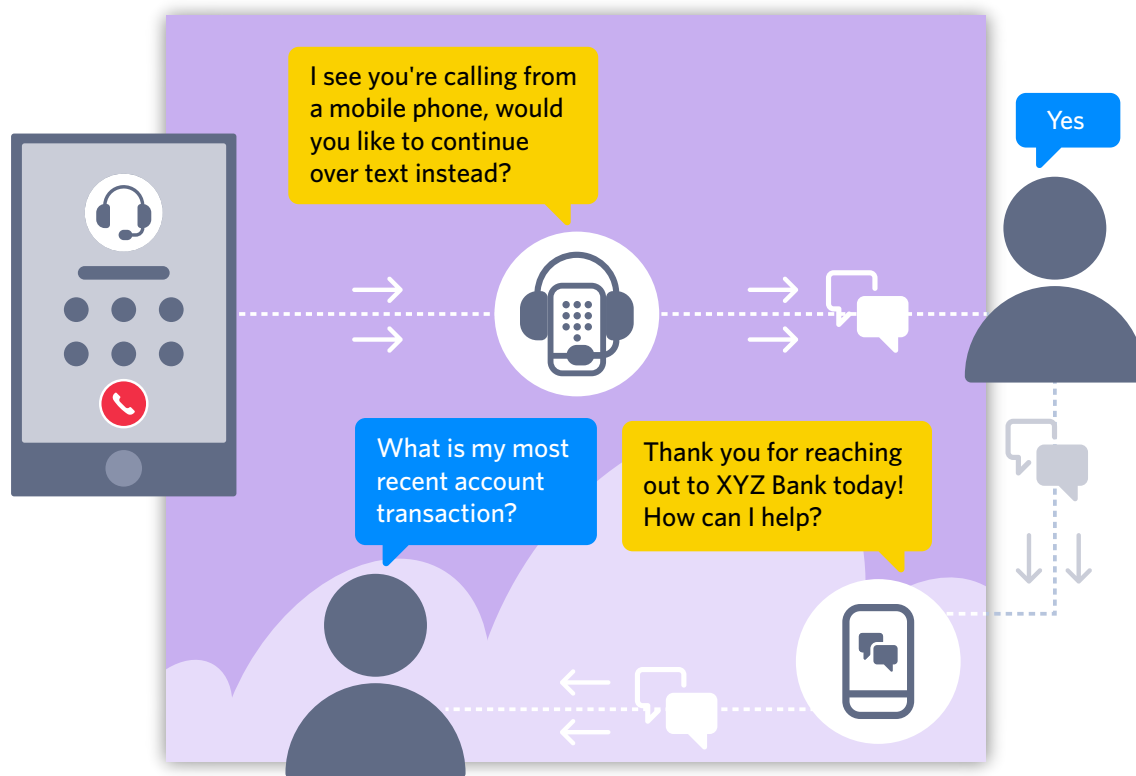 I see you're calling from
a mobile phone, would
you like to continue
over text instead?
Yes
Thank you for reaching
out to XYZ Bank today!
How can I help?
What is my most
recent account
transaction?